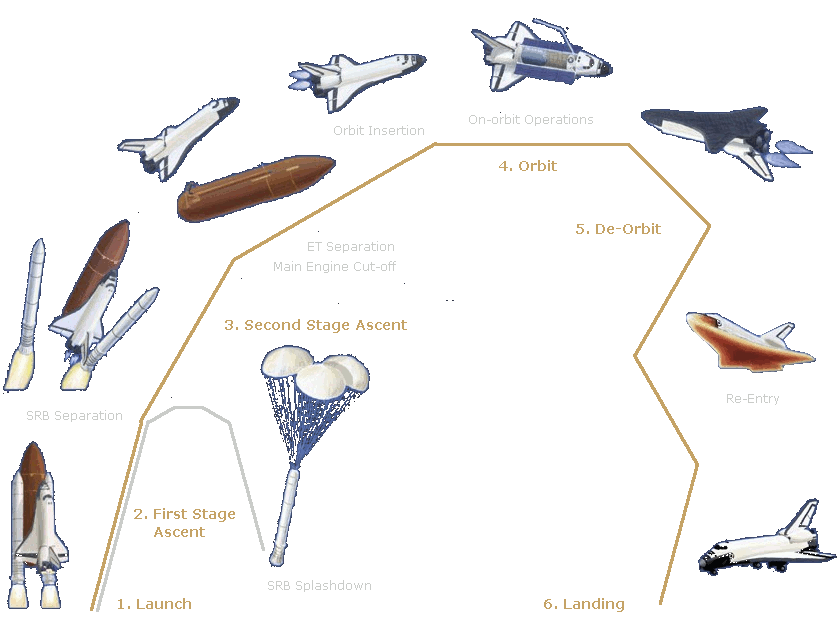 Orbit Insertion
On-orbit Operations
4. Orbit
5. De-Orbit
ET Separation
Main Engine Cut-off
3. Second Stage Ascent
SRB Separation
Re-Entry
2. First Stage
Ascent
SRB Splashdown
1. Launch
6. Landing